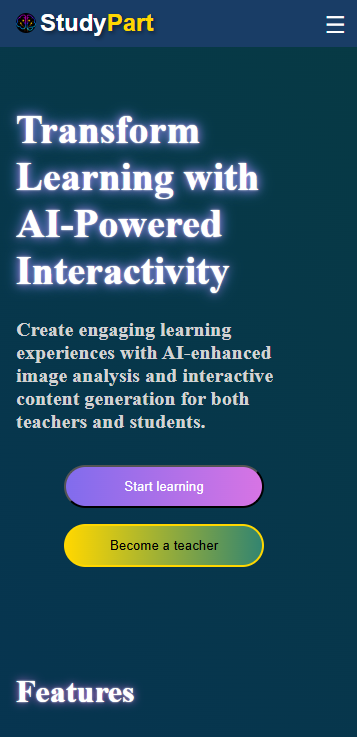 StudyPart
Transform
Learning with
AI-Powered
Interactivity
Create engaging learning
experiences with AI-enhanced
image analysis and interactive
content generation for both
teachers and students.
Start learning
Become a teacher
Features